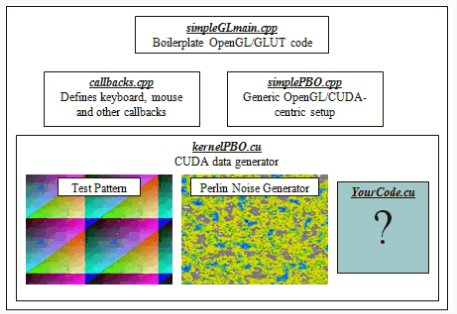 simpleGLmain.cpp
Boilerplate OpenGL/GLUT code
callbacks.cpp
Defines keyboard, mouse
and other callbacks
simplePBO.cpp
Generic OpenGL/CUDA-
centric setup
kernelPBO.cu
CUDA data generator
Test Pattern
Perlin Noise Generator
YourCode.cu
?